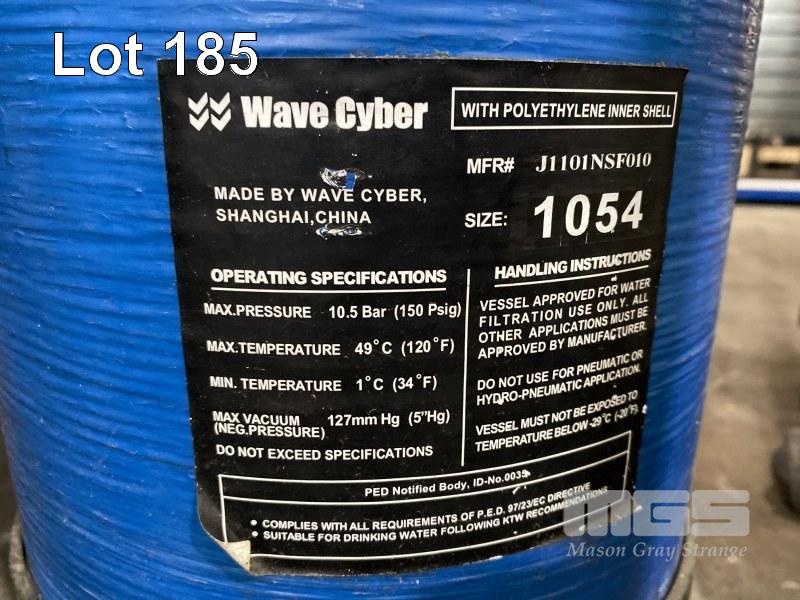 Lot 185
Wave Cyber
WITH POLYETHYLENE INNER SHELL
MFR# J1101NSF010
MADE BY WAVE CYBER,
SHANGHAI,CHINA
SIZE: 1054
OPERATING SPECIFICATIONS
MAX.PRESSURE 10.5 Bar (150 Psig)
MAX.TEMPERATURE 49°C (120°F)
MIN. TEMPERATURE 1°C (34°F)
MAX VACUUM 127mm Hg (5"Hg)
(NEG.PRESSURE)
DO NOT EXCEED SPECIFICATIONS
HANDLING INSTRUCTIONS
VESSEL APPROVED FOR WATER
FILTRATION USE ONLY. ALL
OTHER APPLICATIONS MUST BE
APPROVED BY MANUFACTURER.
DO NOT USE FOR PNEUMATIC OR
HYDRO-PNEUMATIC APPLICATION.
VESSEL MUST NOT BE EXPOSED TO
TEMPERATURE BELOW -29°C (-20°F).
PED Notified Body, ID-No.0035
• COMPLIES WITH ALL REQUIREMENTS OF P.E.D. 97/23/EC DIRECTIVE
• SUITABLE FOR DRINKING WATER FOLLOWING KTW RECOMMENDATIONS
MGS
Mason Gray Strange